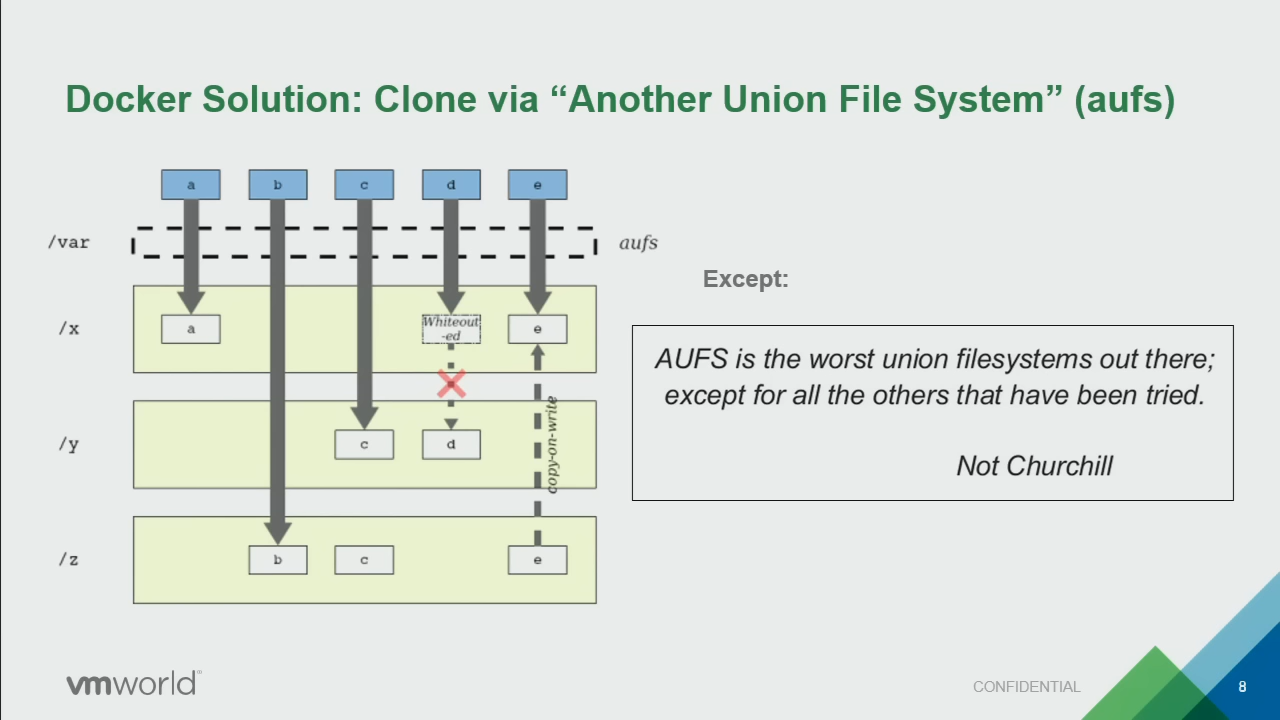 Docker Solution: Clone via “Another Union File System” (aufs)
a b c d e
/var
aufs
Except:
/x
a
Whiteout
-ed
e
AUFS is the worst union filesystems out there;
except for all the others that have been tried.
Not Churchill
copy-on-write
/y
c d
/z
b c e
vmworld
CONFIDENTIAL
8